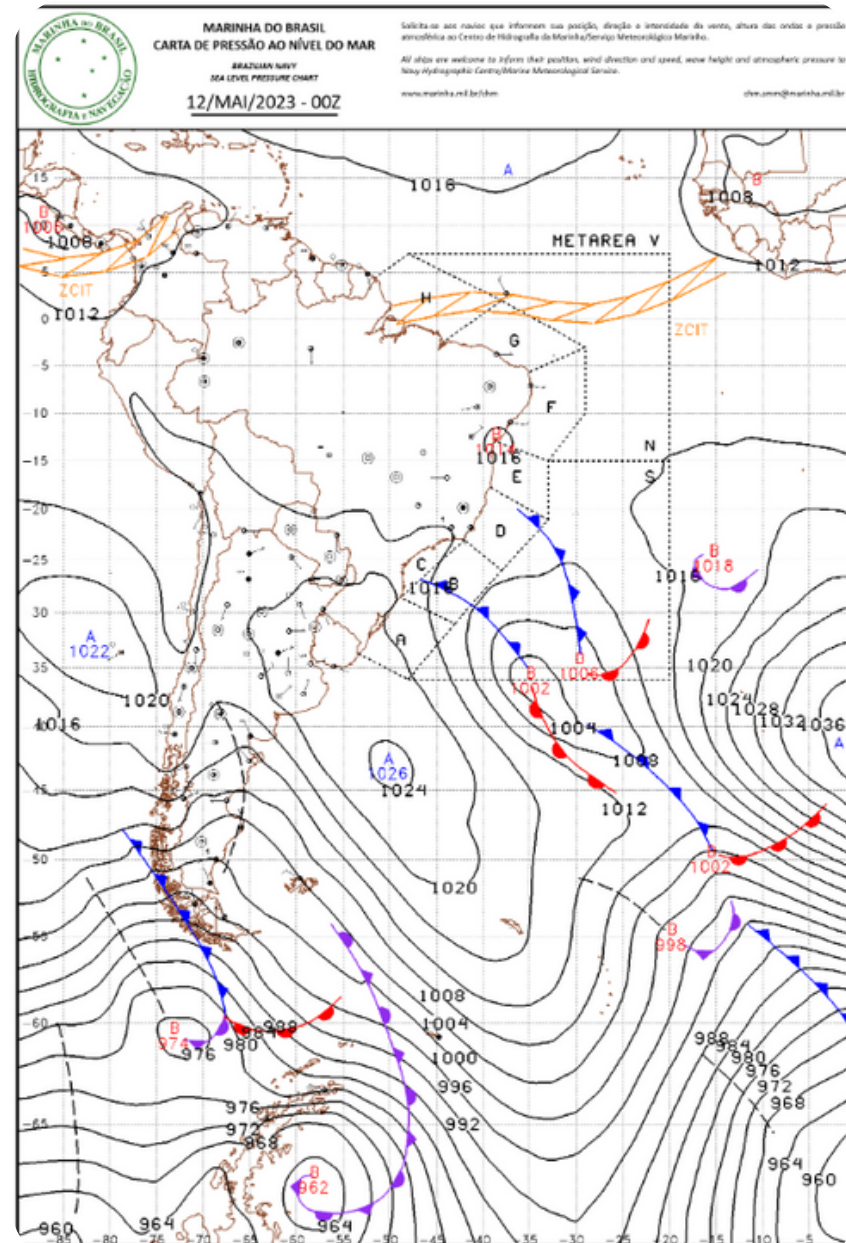 MARINHA DO BRASIL
HIDROGRAFIA e NAVEGAÇÃO
MARINHA DO BRASIL
CARTA DE PRESSÃO AO NÍVEL DO MAR
BRAZILIAN NAVY
SEA LEVEL PRESSURE CHART
12/MAI/2023 - 00Z
Solicita-se aos navios que informem sua posição, direção e intensidade do vento, altura das ondas e pressão
atmosférica ao Centro de Hidrografia da Marinha/Serviço Meteorológico Marinho.
All ships are welcome to inform their position, wind direction and speed, wave height and atmospheric pressure to
Navy Hydrographic Centre/Marine Meteorological Service.
www.marinha.mil.br/chm
chm.smm@marinha.mil.br
A
1016
B
1008
15
B
1008
10
METAREA V
1012
5
ZCIT
H
1012
0
ZCIT
G
-5
F
-10
B
1014
1016
N
-15
E
S
-20
D
B
1018
-25
C
1016
B
1016
-30
A
A
1022
B
1006
1020
-35
B
1002
1020
1024
1028
1032
1036
1016
1004
A
1008
A
1026
1024
-45
1012
-50
B
1002
1020
-55
B
998
1008
-60
B
974
976
980
984
988
1004
1000
988
984
980
976
972
968
996
976
972
968
992
-65
964
960
B
962
960
964
964
-85
-80
-75
-70
-65
-60
-55
-50
-45
-40
-35
-30
-25
-20
-15
-10
-5